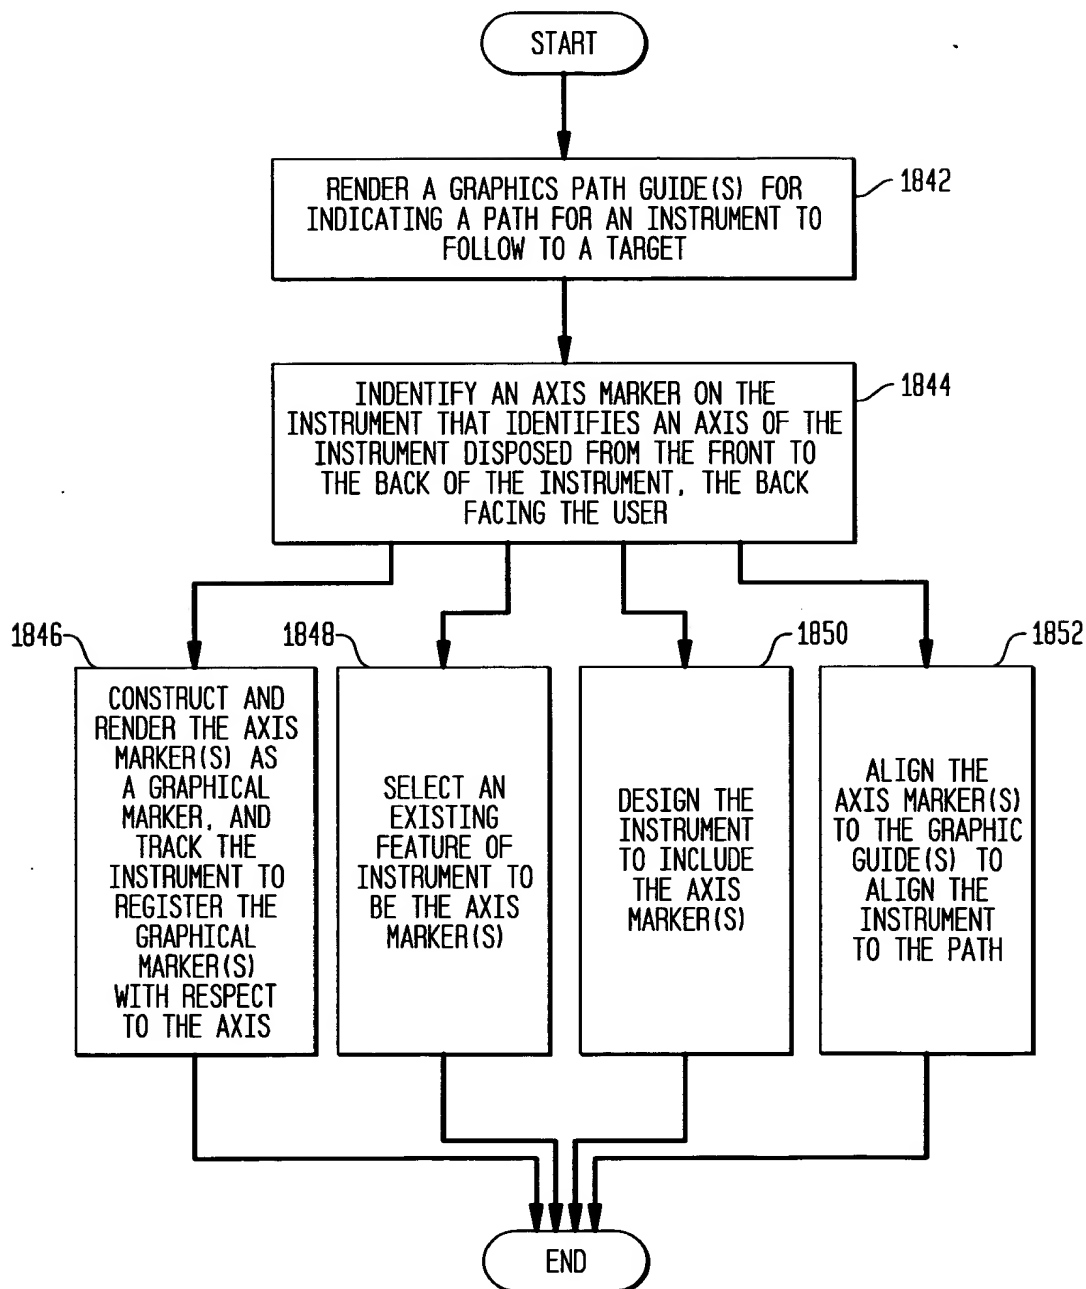 START
RENDER A GRAPHICS PATH GUIDE(S) FOR
INDICATING A PATH FOR AN INSTRUMENT TO
FOLLOW TO A TARGET
1842
INDENTIFY AN AXIS MARKER ON THE
INSTRUMENT THAT IDENTIFIES AN AXIS OF THE
INSTRUMENT DISPOSED FROM THE FRONT TO
THE BACK OF THE INSTRUMENT, THE BACK
FACING THE USER
1844
1846
CONSTRUCT AND
RENDER THE AXIS
MARKER(S) AS
A GRAPHICAL
MARKER, AND
TRACK THE
INSTRUMENT TO
REGISTER THE
GRAPHICAL
MARKER(S)
WITH RESPECT
TO THE AXIS
1848
SELECT AN
EXISTING
FEATURE OF
INSTRUMENT TO
BE THE AXIS
MARKER(S)
1850
DESIGN THE
INSTRUMENT
TO INCLUDE
THE AXIS
MARKER(S)
1852
ALIGN THE
AXIS MARKER(S)
TO THE GRAPHIC
GUIDE(S) TO
ALIGN THE
INSTRUMENT
TO THE PATH
END